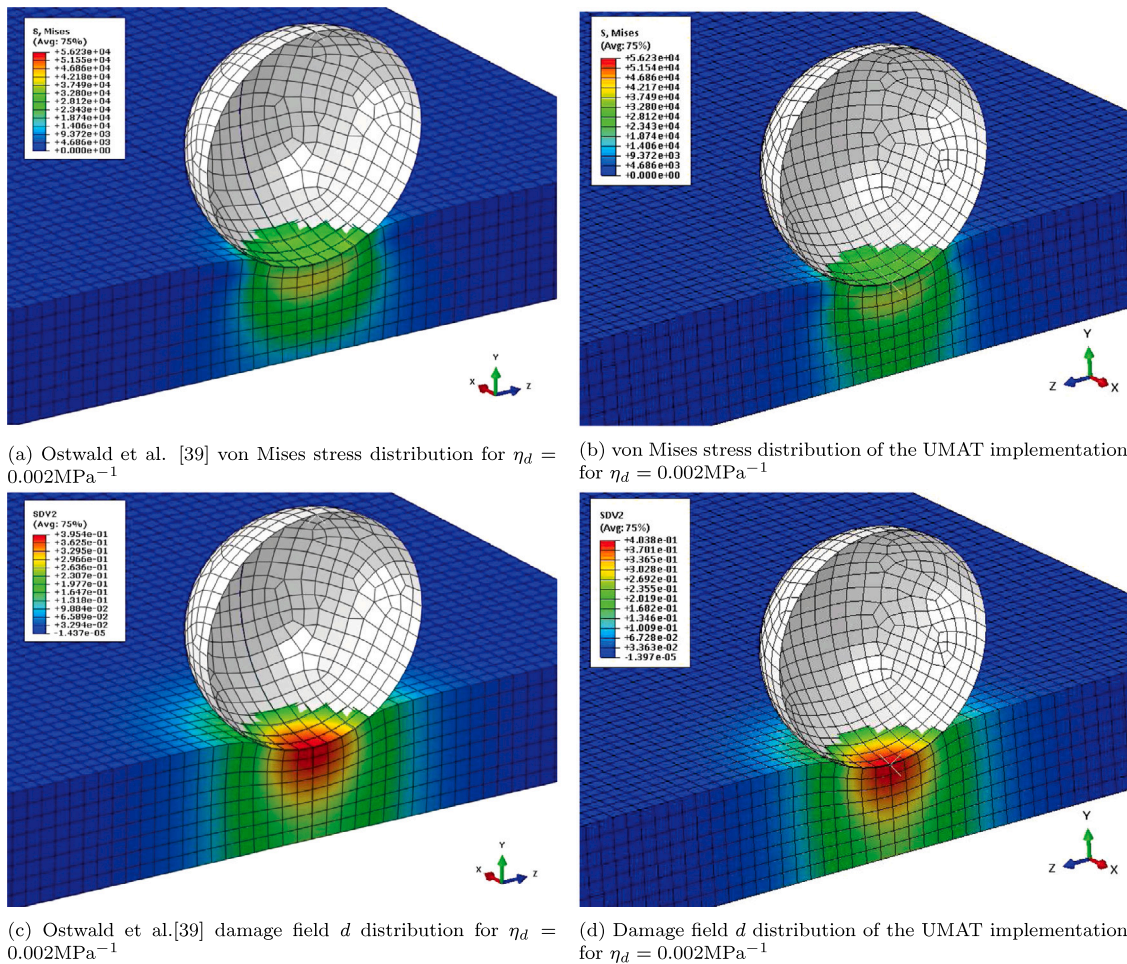 S, Mises
(Avg: 75%)
+5.623e+04
+5.155e+04
+4.686e+04
+4.218e+04
+3.749e+04
+3.280e+04
+2.812e+04
+2.343e+04
+1.874e+04
+1.406e+04
+9.372e+03
+4.686e+03
+0.000e+00
Y
X
Z
(a) Ostwald et al. [39] von Mises stress distribution for η_d =
0.002MPa⁻¹
S, Mises
(Avg: 75%)
+5.623e+04
+5.154e+04
+4.686e+04
+4.217e+04
+3.749e+04
+3.280e+04
+2.812e+04
+2.343e+04
+1.874e+04
+1.406e+04
+9.372e+03
+4.686e+03
+0.000e+00
Y
Z
X
(b) von Mises stress distribution of the UMAT implementation
for η_d = 0.002MPa⁻¹
SDV2
(Avg: 75%)
+3.954e-01
+3.625e-01
+3.295e-01
+2.966e-01
+2.636e-01
+2.307e-01
+1.977e-01
+1.647e-01
+1.318e-01
+9.884e-02
+6.589e-02
+3.294e-02
-1.437e-05
Y
X
Z
(c) Ostwald et al.[39] damage field d distribution for η_d =
0.002MPa⁻¹
SDV2
(Avg: 75%)
+4.038e-01
+3.701e-01
+3.365e-01
+3.028e-01
+2.692e-01
+2.355e-01
+2.019e-01
+1.682e-01
+1.346e-01
+1.009e-01
+6.728e-02
+3.363e-02
-1.397e-05
Y
Z
X
(d) Damage field d distribution of the UMAT implementation
for η_d = 0.002MPa⁻¹